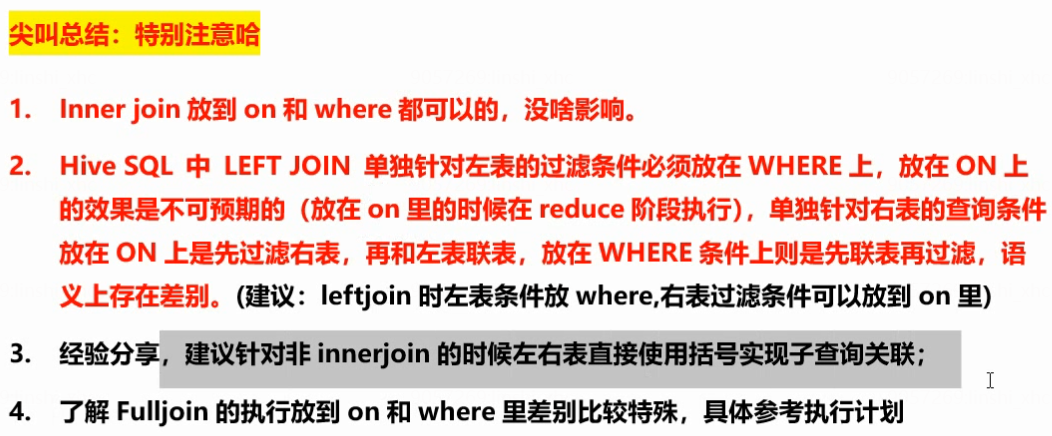 尖叫总结：特别注意哈
1. Inner join 放到 on 和 where 都可以的，没啥影响。
2. Hive SQL 中 LEFT JOIN 单独针对左表的过滤条件必须放在 WHERE 上，放在 ON 上
的效果是不可预期的（放在 on 里的时候在 reduce 阶段执行），单独针对右表的查询条件
放在 ON 上是先过滤右表，再和左表联表，放在 WHERE 条件上则是先联表再过滤，语
义上存在差别。(建议：leftjoin 时左表条件放 where,右表过滤条件可以放到 on 里)
3. 经验分享，建议针对非 innerjoin 的时候左右表直接使用括号实现子查询关联；
4. 了解 Fulljoin 的执行放到 on 和 where 里差别比较特殊，具体参考执行计划